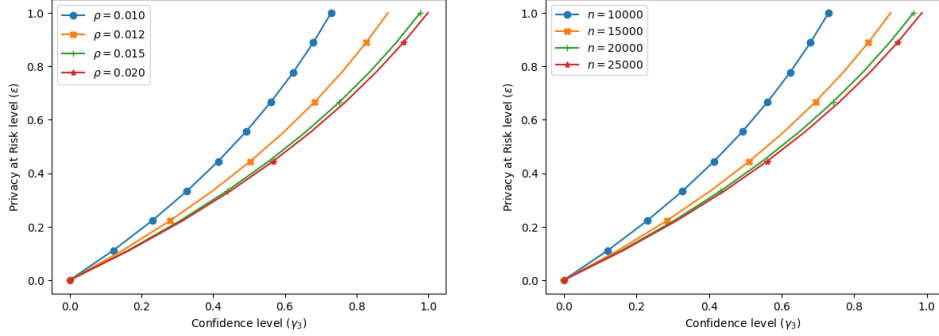 1.0
0.8
0.6
0.4
0.2
0.0
Privacy at Risk level (ε)
ρ = 0.010
ρ = 0.012
ρ = 0.015
ρ = 0.020
0.0 0.2 0.4 0.6 0.8 1.0
Confidence level (γ₃)
1.0
0.8
0.6
0.4
0.2
0.0
Privacy at Risk level (ε)
n = 10000
n = 15000
n = 20000
n = 25000
0.0 0.2 0.4 0.6 0.8 1.0
Confidence level (γ₃)